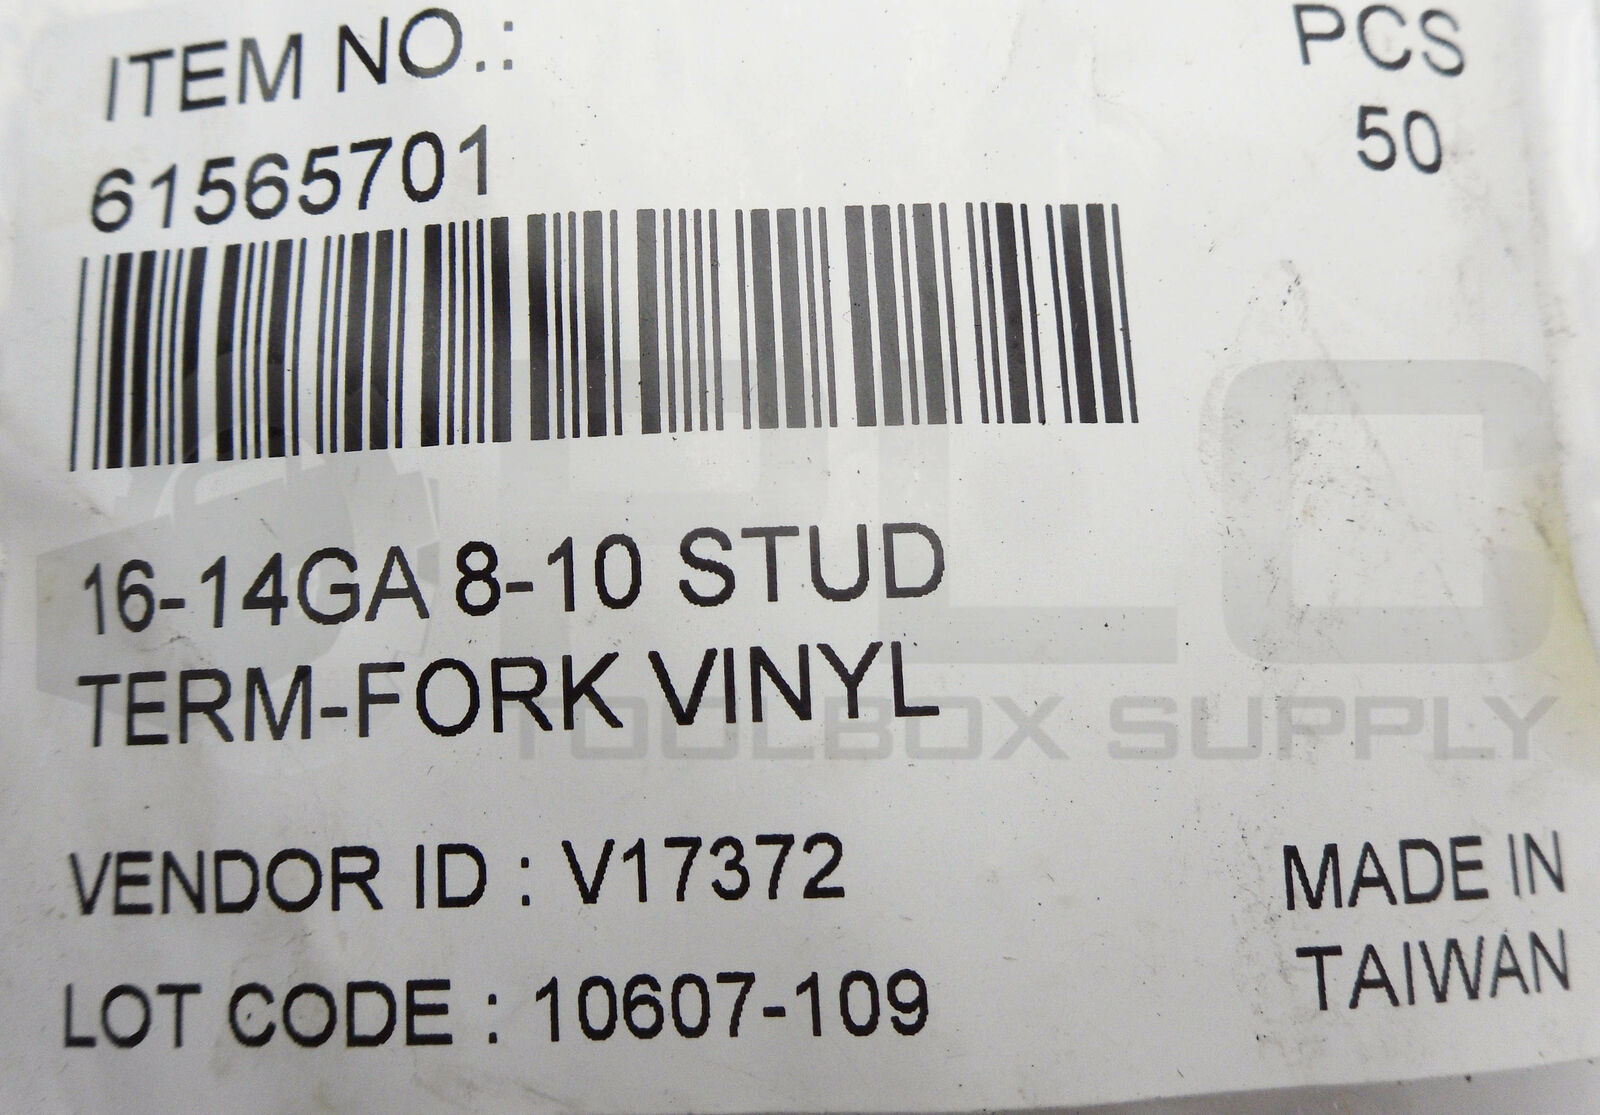 ITEM NO.:
PCS
61565701
50
16-14GA 8-10 STUD
TERM-FORK VINYL
PLC
TOOLBOX SUPPLY
VENDOR ID : V17372
MADE IN
LOT CODE : 10607-109
TAIWAN